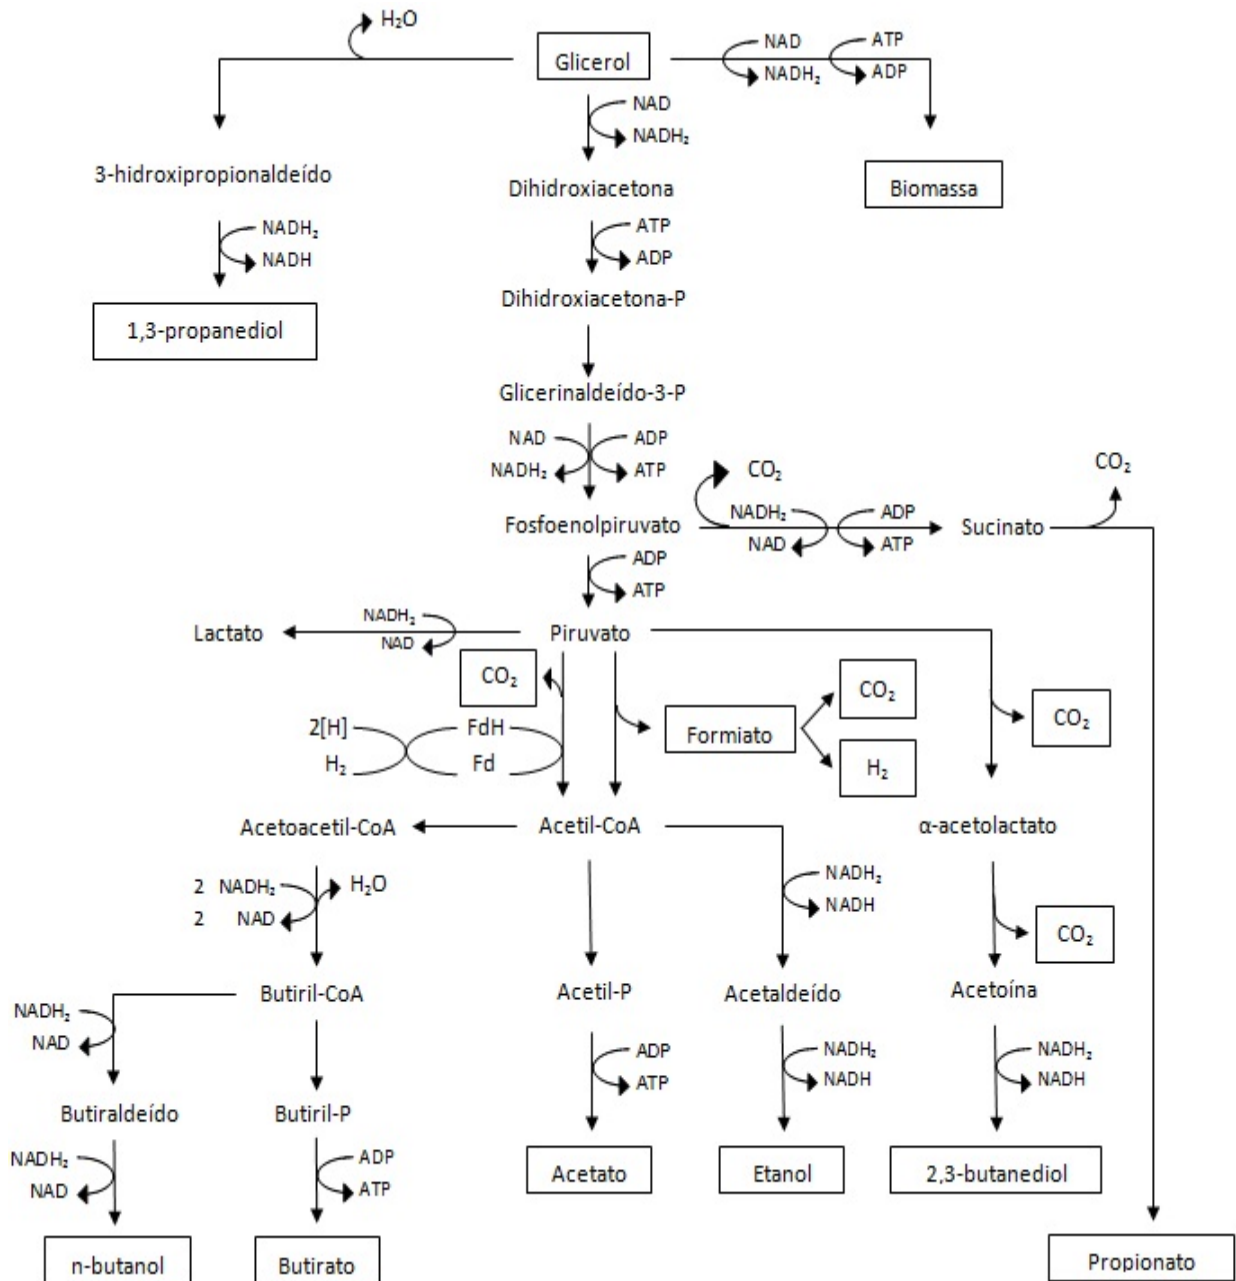 H₂O
Glicerol
NAD
NADH₂
ATP
ADP
NAD
NADH₂
3-hidroxipropionaldeído
Dihidroxiacetona
Biomassa
NADH₂
NADH
ATP
ADP
1,3-propanediol
Dihidroxiacetona-P
Glicerinaldeído-3-P
NAD
NADH₂
ADP
ATP
CO₂
CO₂
Fosfoenolpiruvato
NADH₂
NAD
ADP
ATP
Sucinato
ADP
ATP
Lactato
NADH₂
NAD
Piruvato
CO₂
CO₂
CO₂
2[H]
H₂
FdH
Fd
Formiato
H₂
Acetoacetil-CoA
Acetil-CoA
α-acetolactato
2 NADH₂
2 NAD
H₂O
NADH₂
NADH
CO₂
Butiril-CoA
Acetil-P
Acetaldeído
Acetoína
NADH₂
NAD
ADP
ATP
NADH₂
NADH
NADH₂
NADH
Butiraldeído
Butiril-P
NADH₂
NAD
ADP
ATP
Acetato
Etanol
2,3-butanediol
n-butanol
Butirato
Propionato